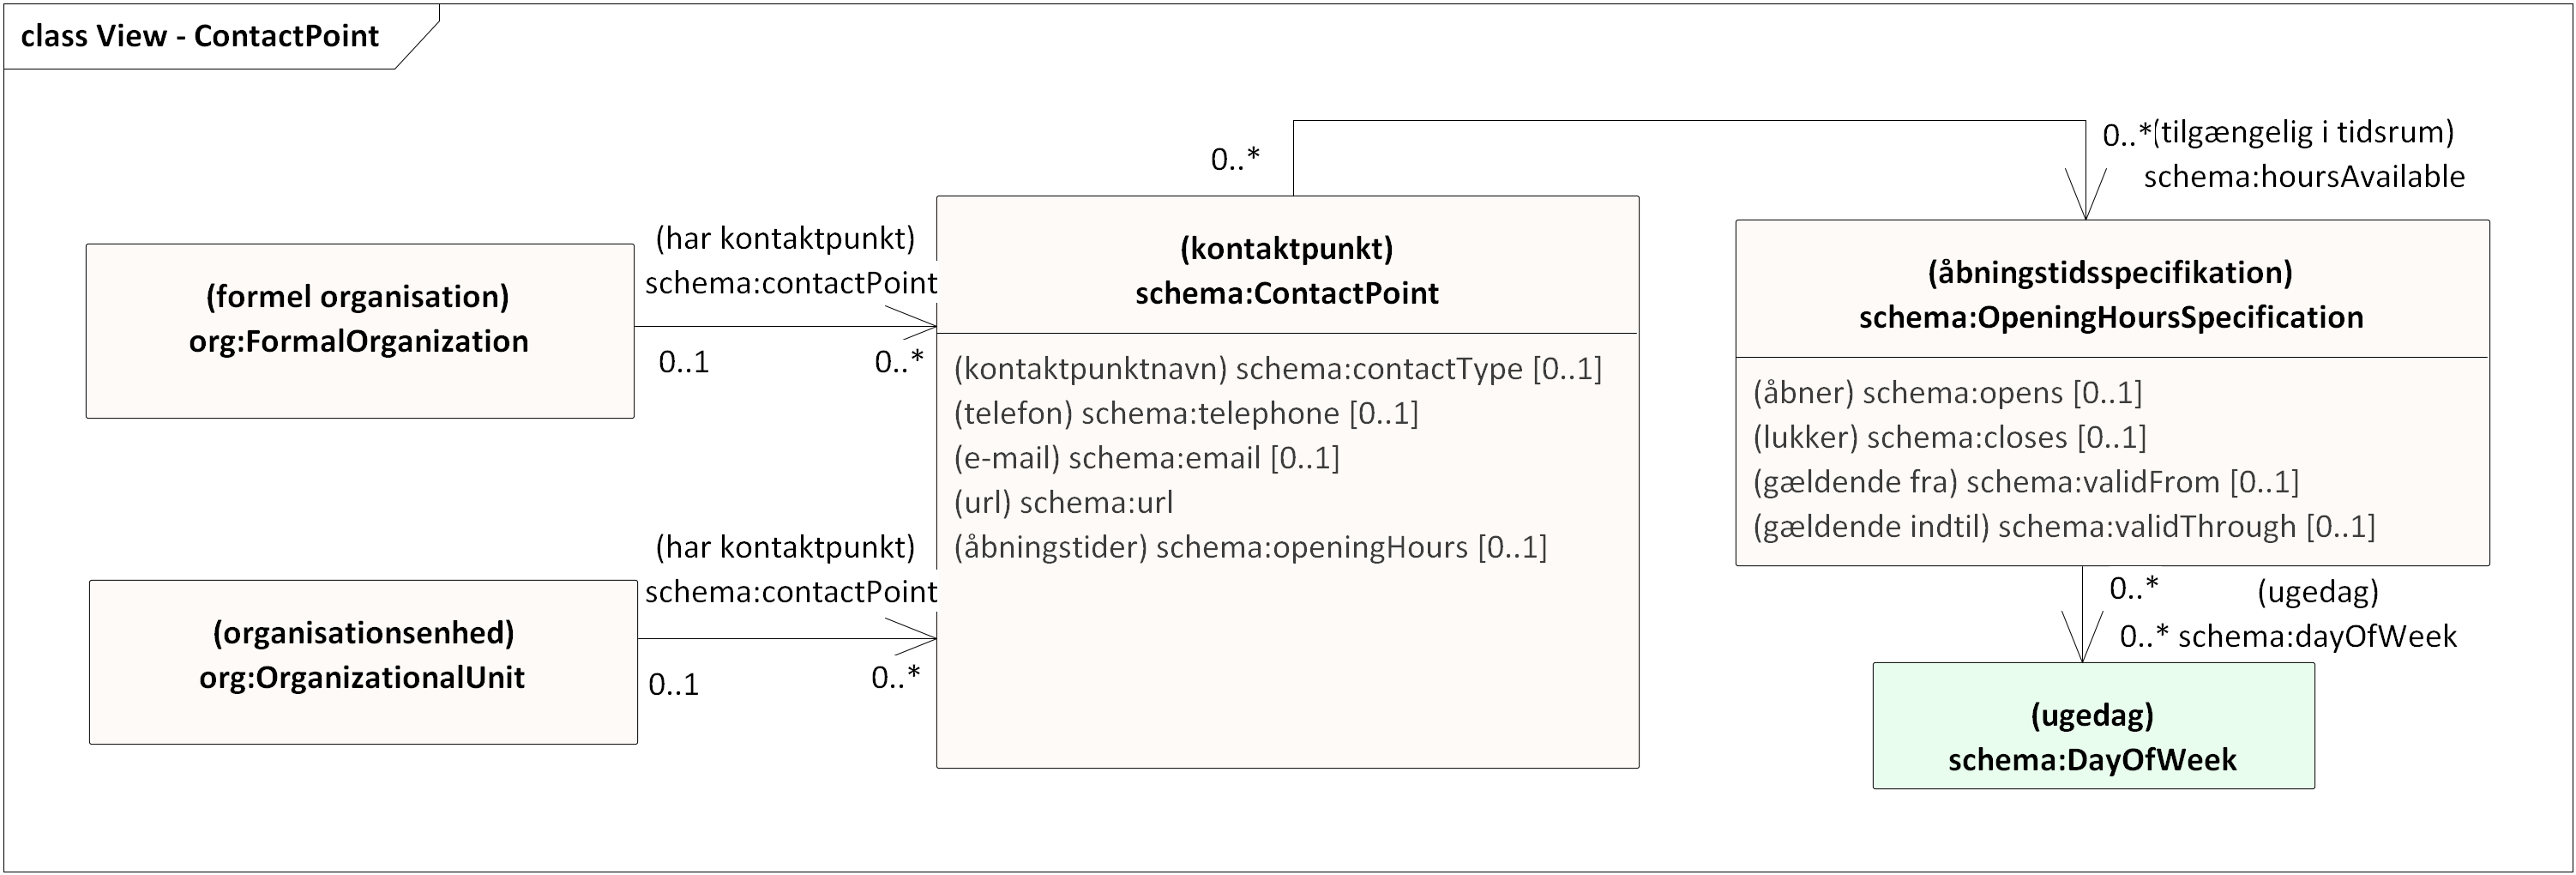 class View - ContactPoint
(formel organisation)
org:FormalOrganization
(har kontaktpunkt)
schema:contactPoint
0..1
0..*
(organisationsenhed)
org:OrganizationalUnit
(har kontaktpunkt)
schema:contactPoint
0..1
0..*
(kontaktpunkt)
schema:ContactPoint
(kontaktpunktnavn) schema:contactType [0..1]
(telefon) schema:telephone [0..1]
(e-mail) schema:email [0..1]
(url) schema:url
(åbningstider) schema:openingHours [0..1]
0..*
0..*
(tilgængelig i tidsrum)
schema:hoursAvailable
(åbningstidsspecifikation)
schema:OpeningHoursSpecification
(åbner) schema:opens [0..1]
(lukker) schema:closes [0..1]
(gældende fra) schema:validFrom [0..1]
(gældende indtil) schema:validThrough [0..1]
0..*
(ugedag)
0..* schema:dayOfWeek
(ugedag)
schema:DayOfWeek